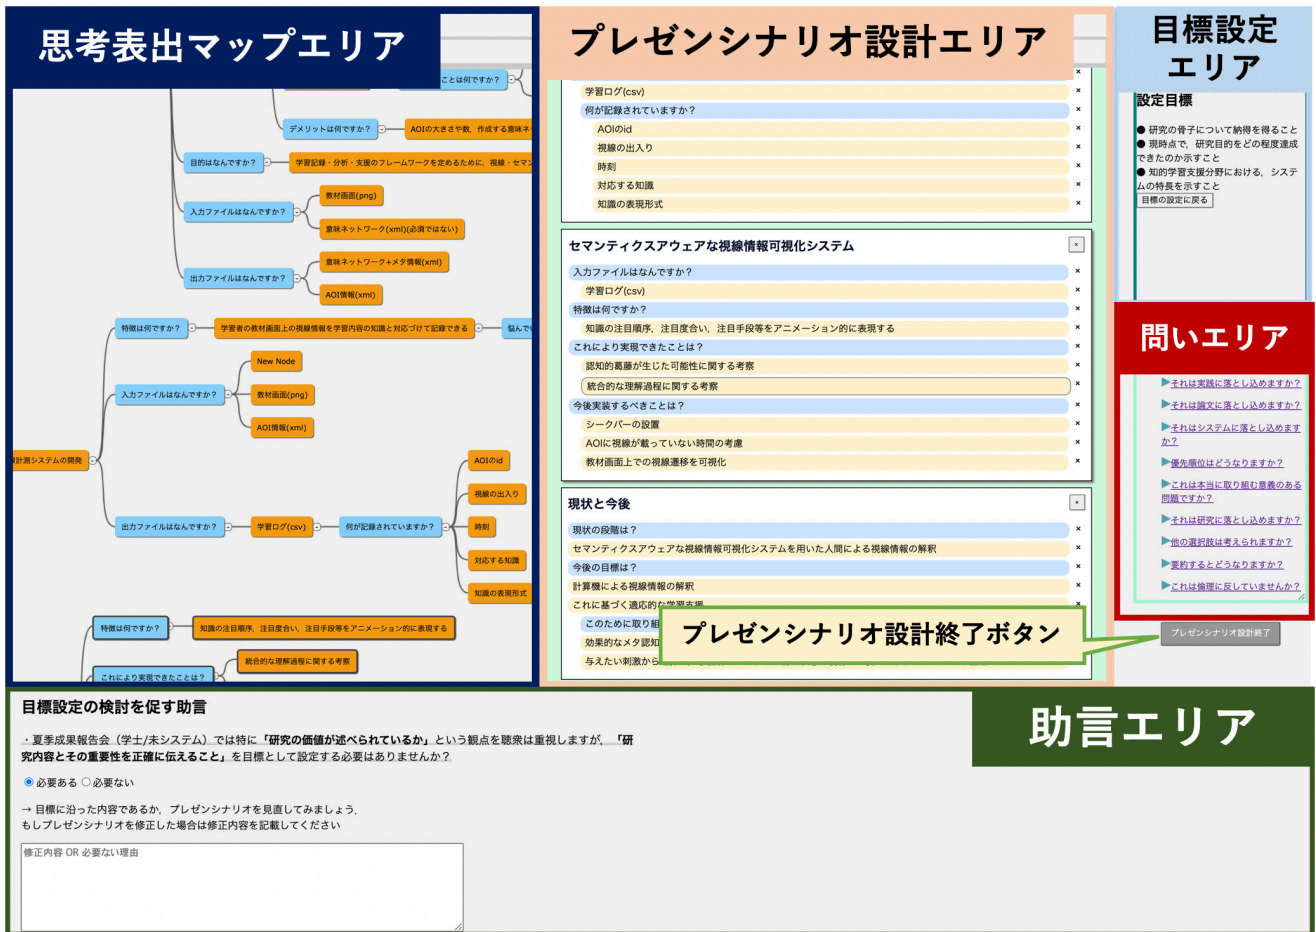 思考表出マップエリア
ことは何ですか？
デメリットは何ですか？
AOIの大きさや数，作成する意味ネ
目的はなんですか？
学習記録・分析・支援のフレームワークを定めるために，視線・セマン
入力ファイルはなんですか？
教材画面(png)
意味ネットワーク(xml)(必須ではない)
出力ファイルはなんですか？
意味ネットワーク+メタ情報(xml)
AOI情報(xml)
特徴は何ですか？
学習者の教材画面上の視線情報を学習内容の知識と対応づけて記録できる
悩んで
入力ファイルはなんですか？
New Node
教材画面(png)
AOI情報(xml)
計測システムの開発
出力ファイルはなんですか？
学習ログ(csv)
何が記録されていますか？
AOIのid
視線の出入り
時刻
対応する知識
知識の表現形式
特徴は何ですか？
知識の注目順序，注目度合い，注目手段等をアニメーション的に表現する
これにより実現できたことは？
統合的な理解過程に関する考察
プレゼンシナリオ設計エリア
学習ログ(csv)
何が記録されていますか？
AOIのid
視線の出入り
時刻
対応する知識
知識の表現形式
セマンティクスアウェアな視線情報可視化システム
入力ファイルはなんですか？
学習ログ(csv)
特徴は何ですか？
知識の注目順序，注目度合い，注目手段等をアニメーション的に表現する
これにより実現できたことは？
認知的葛藤が生じた可能性に関する考察
統合的な理解過程に関する考察
今後実装するべきことは？
シークバーの設置
AOIに視線が載っていない時間の考慮
教材画面上での視線遷移を可視化
現状と今後
現状の段階は？
セマンティクスアウェアな視線情報可視化システムを用いた人間による視線情報の解釈
今後の目標は？
計算機による視線情報の解釈
これに基づく適応的な学習支援
このために取り組
効果的なメタ認知
与えたい刺激から
プレゼンシナリオ設計終了ボタン
目標設定
エリア
設定目標
● 研究の骨子について納得を得ること
● 現時点で，研究目的をどの程度達成
できたのか示すこと
● 知的学習支援分野における，システ
ムの特長を示すこと
目標の設定に戻る
問いエリア
▶それは実践に落とし込めますか？
▶それは論文に落とし込めますか？
▶それはシステムに落とし込めます
か？
▶優先順位はどうなりますか？
▶これは本当に取り組む意義のある
問題ですか？
▶それは研究に落とし込めますか？
▶他の選択肢は考えられますか？
▶要約するとどうなりますか？
▶これは倫理に反していませんか？
プレゼンシナリオ設計終了
助言エリア
目標設定の検討を促す助言
・夏季成果報告会（学士/未システム）では特に「研究の価値が述べられているか」という観点を聴衆は重視しますが，「研
究内容とその重要性を正確に伝えること」を目標として設定する必要はありませんか？
必要ある 必要ない
→ 目標に沿った内容であるか，プレゼンシナリオを見直してみましょう．
もしプレゼンシナリオを修正した場合は修正内容を記載してください
修正内容 OR 必要ない理由